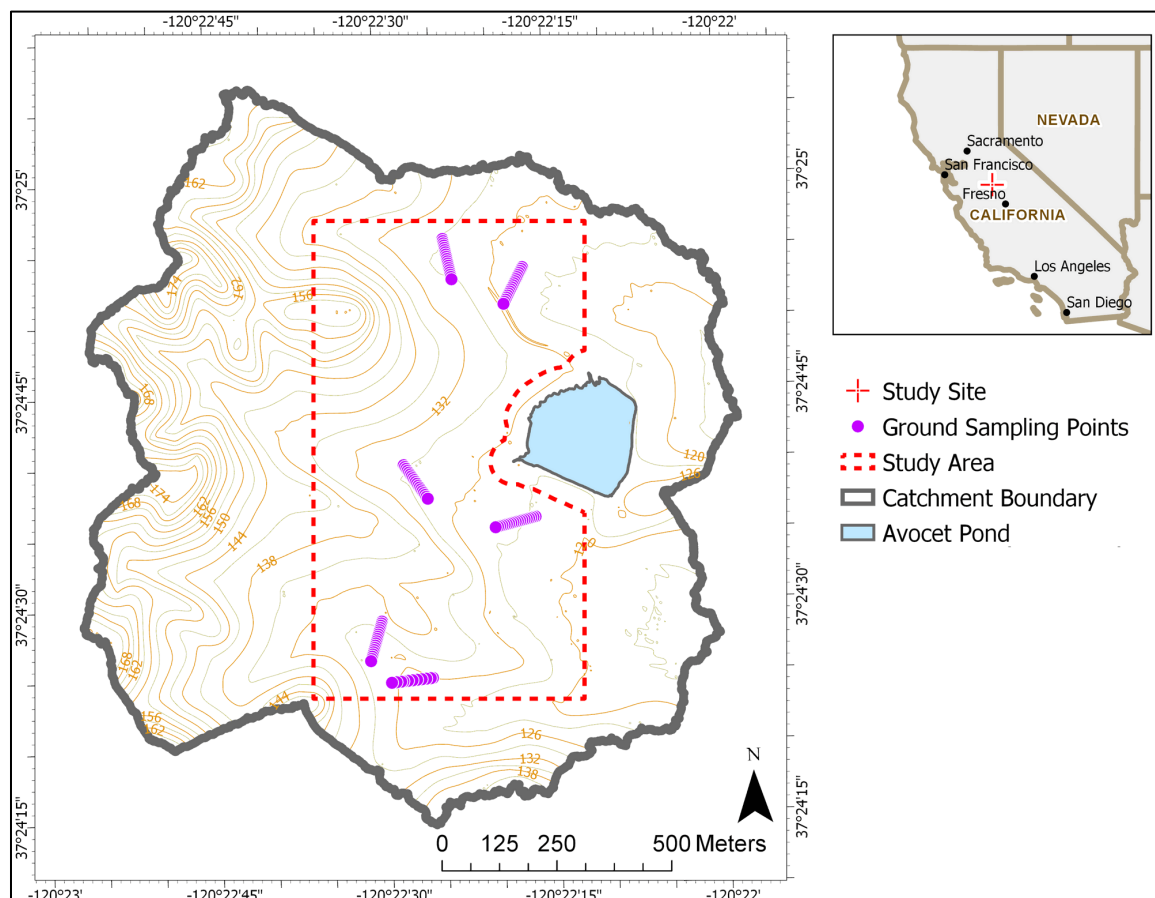 -120°22'45" -120°22'30" -120°22'15" -120°22'
37°25'
37°24'45"
37°24'30"
37°24'15"
37°25'
37°24'45"
37°24'30"
37°24'15"
-120°23' -120°22'45" -120°22'30" -120°22'15" -120°22'
162
174
162
150
168
132
174
168
162
156
150
144
138
120
126
120
168
162
156
162
144
126
132
138
N
0 125 250 500 Meters
NEVADA
Sacramento
San Francisco
Fresno
CALIFORNIA
Los Angeles
San Diego
Study Site
Ground Sampling Points
Study Area
Catchment Boundary
Avocet Pond